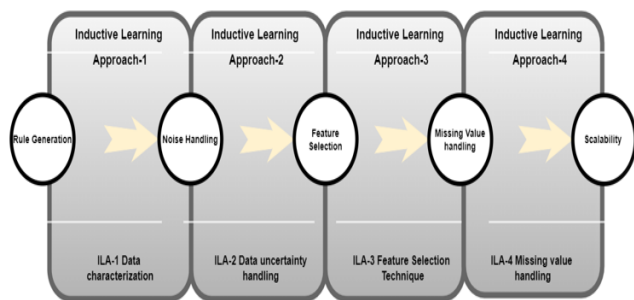 Inductive Learning
Approach-1
Inductive Learning
Approach-2
Inductive Learning
Approach-3
Inductive Learning
Approach-4
Rule Generation
Noise Handling
Feature
Selection
Missing Value
handling
Scalability
ILA-1 Data
characterization
ILA-2 Data uncertainty
handling
ILA-3 Feature Selection
Technique
ILA-4 Missing value
handling